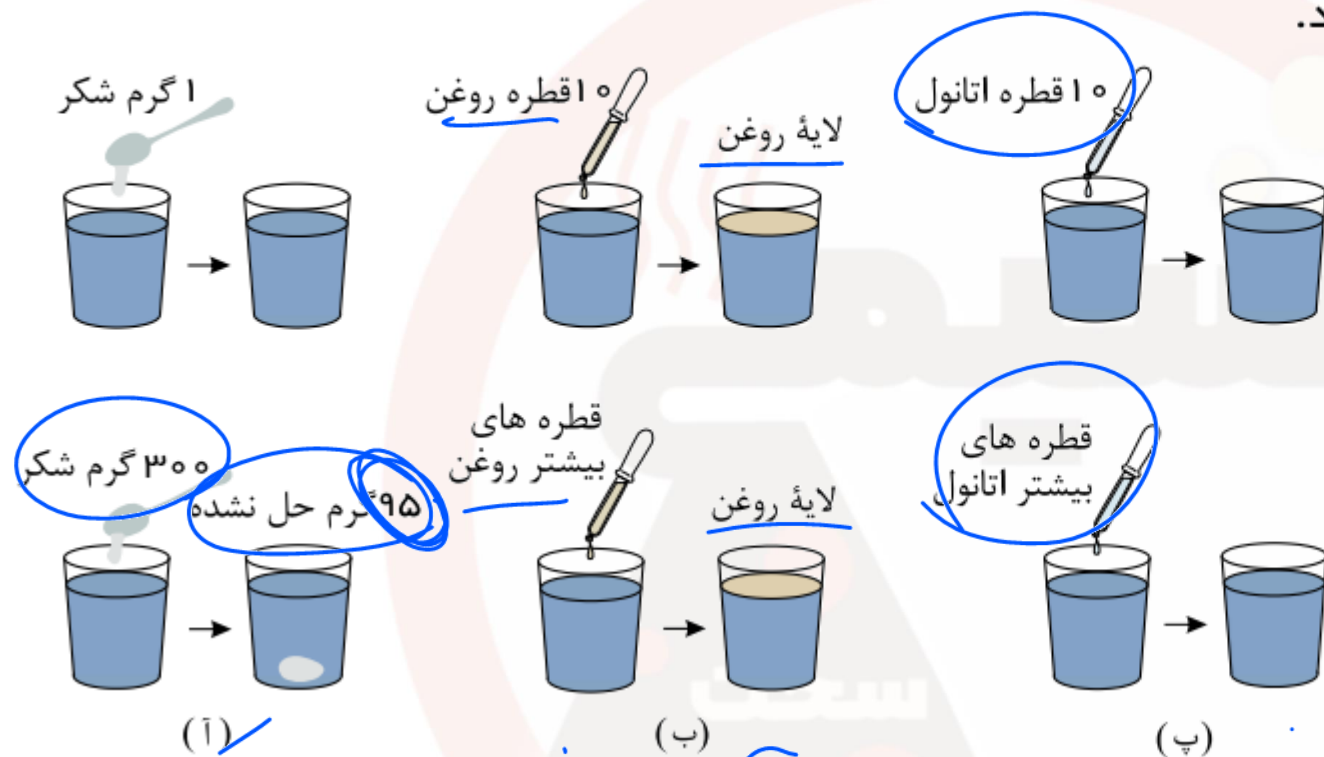 د.
۱۰ قطره اتانول
۱۰ قطره روغن
لایهٔ روغن
۱ گرم شکر
قطره های
بیشتر اتانول
قطره های
بیشتر روغن
لایهٔ روغن
۳۰۰ گرم شکر
۹۵ گرم حل نشده
(آ)
(ب)
(پ)
سخت